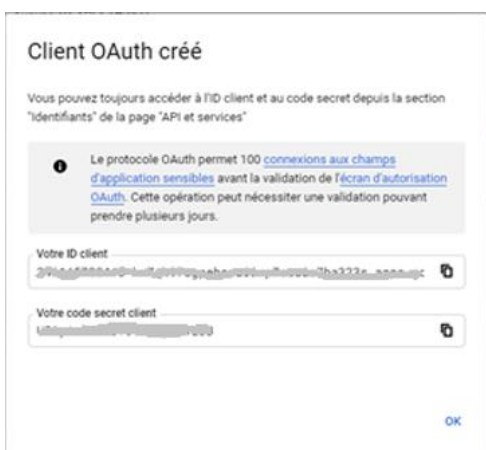 Client OAuth créé
Vous pouvez toujours accéder à l'ID client et au code secret depuis la section
"Identifiants" de la page "API et services"
Le protocole OAuth permet 100 connexions aux champs
d'application sensibles avant la validation de l'écran d'autorisation
OAuth. Cette opération peut nécessiter une validation pouvant
prendre plusieurs jours.
Votre ID client
Votre code secret client
OK